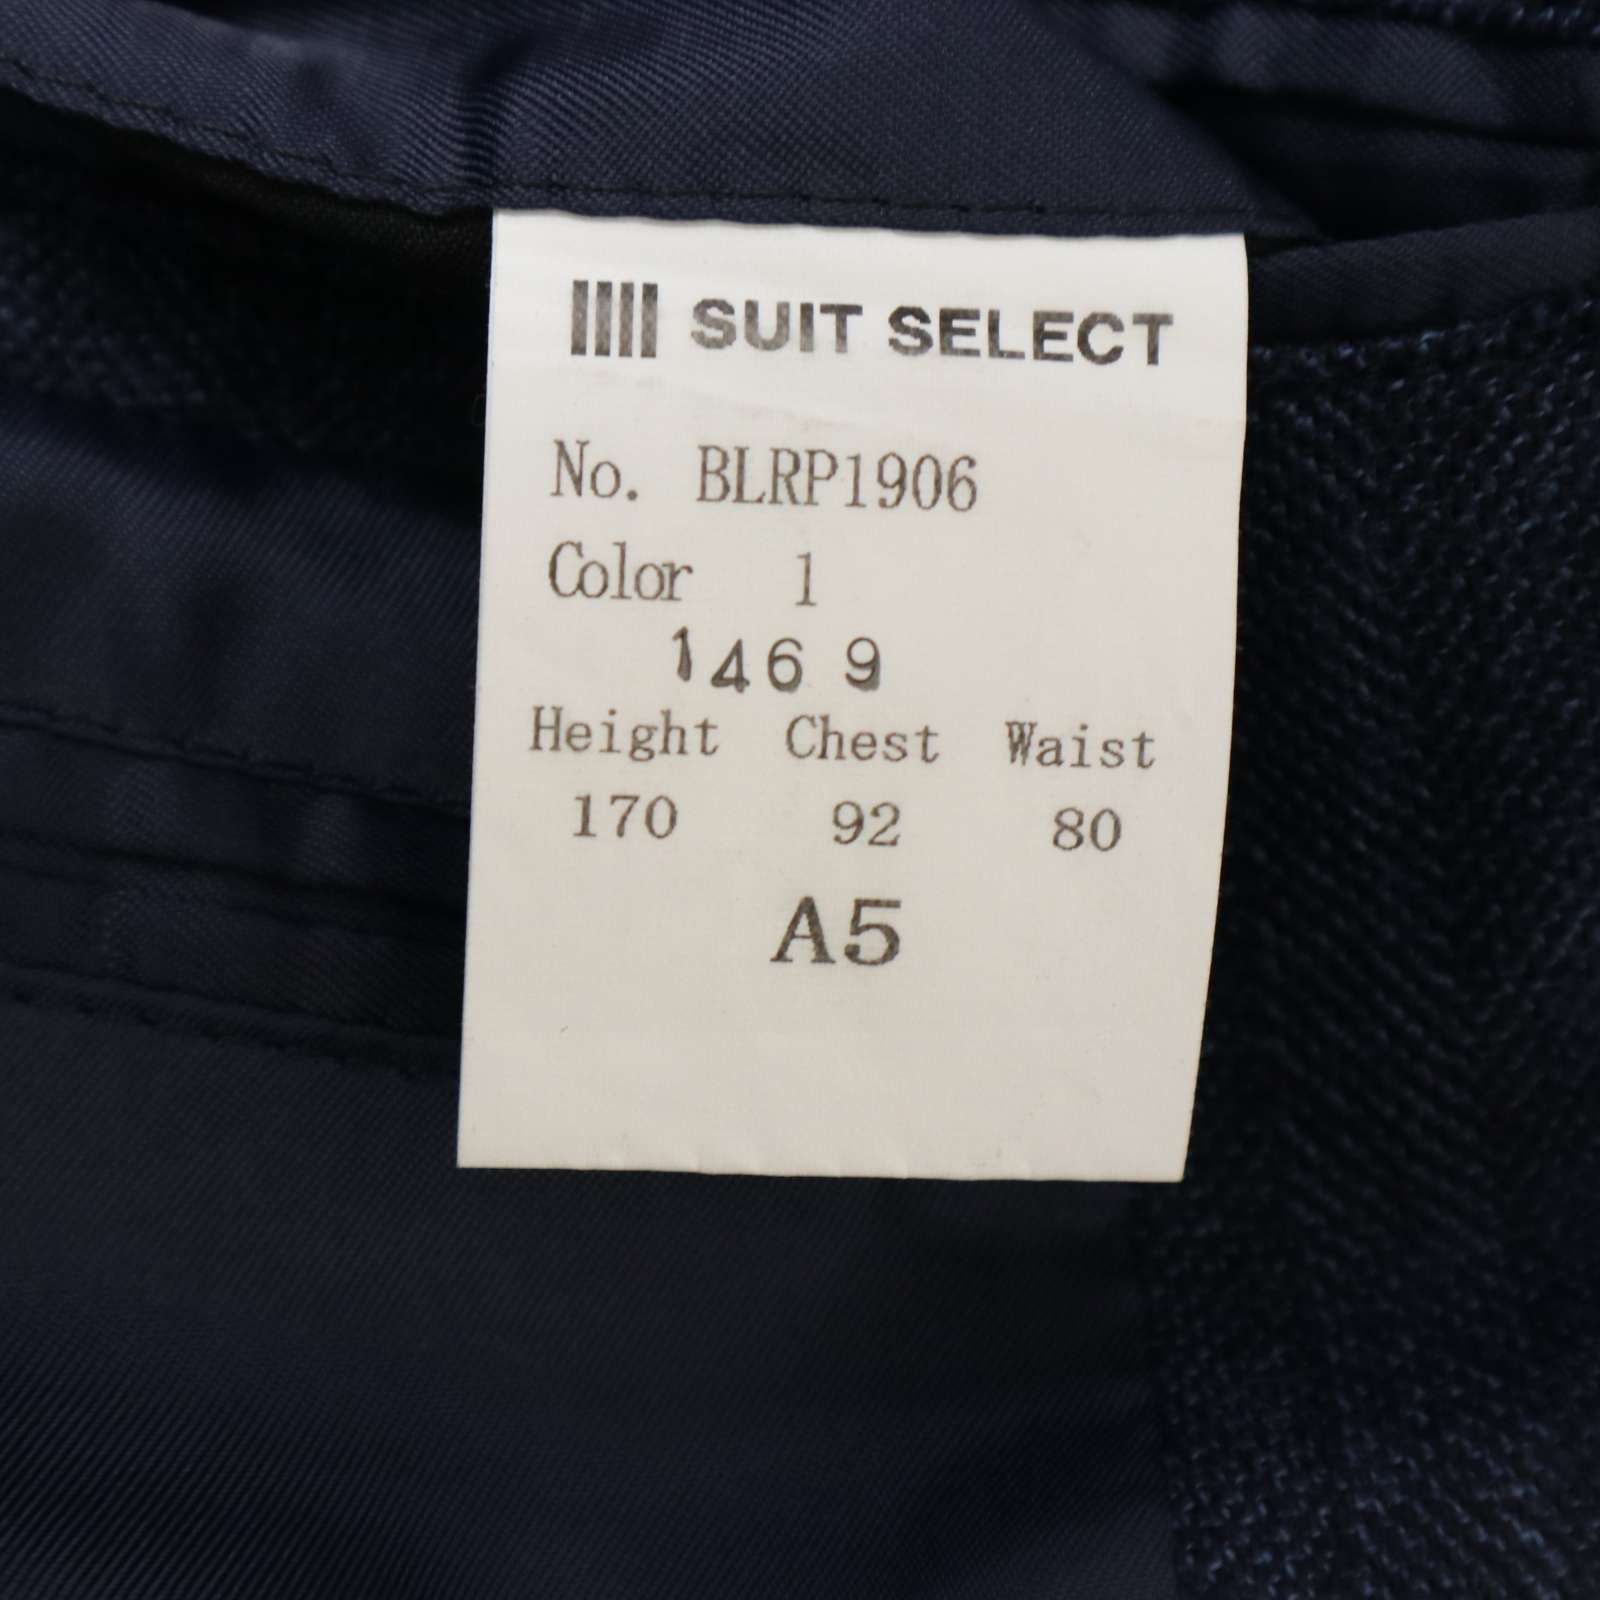 SUIT SELECT
No. BLRP1906
Color 1
146 9
Height Chest Waist
170 92 80
A5